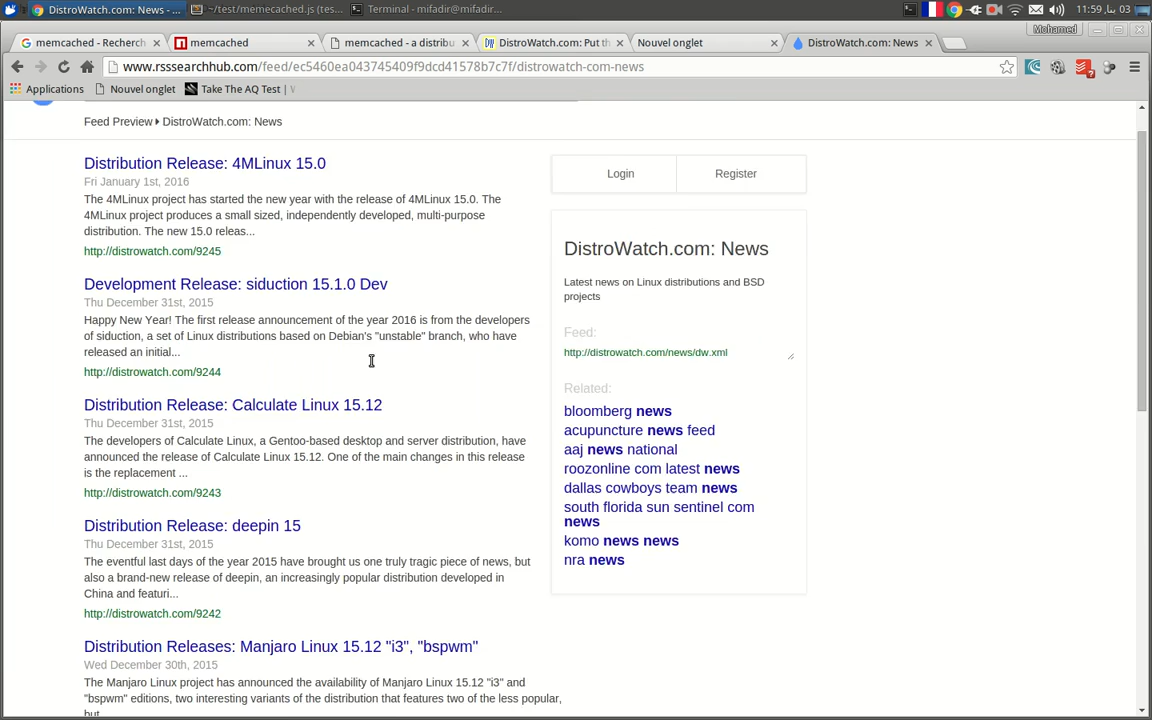 DistroWatch.com: News - ...
~/test/memecached.js (tes...
Terminal - mifadir@mifadir...
11:59
03
Mohamed
memcached - Recherch
memcached
memcached - a distribu
DistroWatch.com: Put th
Nouvel onglet
DistroWatch.com: News
www.rsssearchhub.com/feed/ec5460ea043745409f9dcd41578b7c7f/distrowatch-com-news
Applications
Nouvel onglet
Take The AQ Test |
Feed Preview DistroWatch.com: News
Distribution Release: 4MLinux 15.0
Fri January 1st, 2016
The 4MLinux project has started the new year with the release of 4MLinux 15.0. The
4MLinux project produces a small sized, independently developed, multi-purpose
distribution. The new 15.0 releas...
http://distrowatch.com/9245
Development Release: siduction 15.1.0 Dev
Thu December 31st, 2015
Happy New Year! The first release announcement of the year 2016 is from the developers
of siduction, a set of Linux distributions based on Debian's "unstable" branch, who have
released an initial...
http://distrowatch.com/9244
Distribution Release: Calculate Linux 15.12
Thu December 31st, 2015
The developers of Calculate Linux, a Gentoo-based desktop and server distribution, have
announced the release of Calculate Linux 15.12. One of the main changes in this release
is the replacement ...
http://distrowatch.com/9243
Distribution Release: deepin 15
Thu December 31st, 2015
The eventful last days of the year 2015 have brought us one truly tragic piece of news, but
also a brand-new release of deepin, an increasingly popular distribution developed in
China and featuri...
http://distrowatch.com/9242
Distribution Releases: Manjaro Linux 15.12 "i3", "bspwm"
Wed December 30th, 2015
The Manjaro Linux project has announced the availability of Manjaro Linux 15.12 "i3" and
"bspwm" editions, two interesting variants of the distribution that features two of the less popular,
but
Login
Register
DistroWatch.com: News
Latest news on Linux distributions and BSD
projects
Feed:
http://distrowatch.com/news/dw.xml
Related:
bloomberg news
acupuncture news feed
aaj news national
roozonline com latest news
dallas cowboys team news
south florida sun sentinel com
news
komo news news
nra news